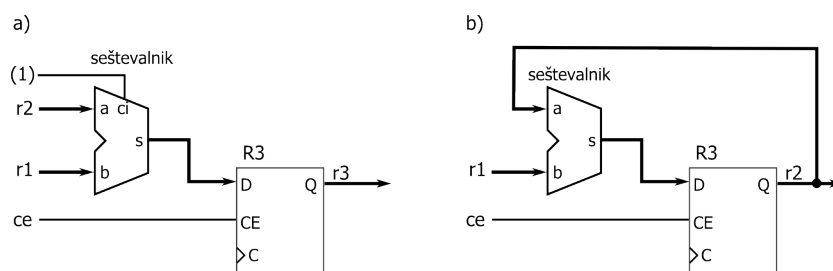 a)
seštevalnik
(1)
r2
a
ci
s
r1
b
R3
D
Q
r3
ce
CE
C
b)
seštevalnik
a
s
r1
b
R3
D
Q
r2
ce
CE
C